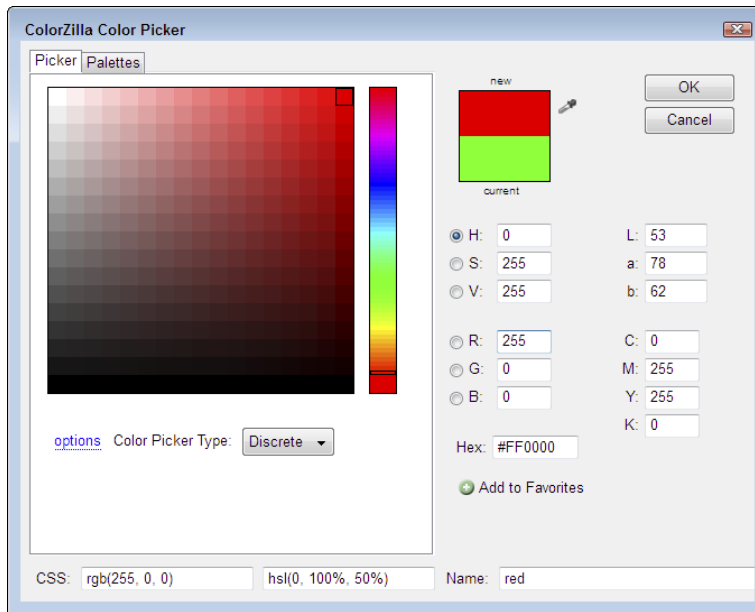 ColorZilla Color Picker
Picker Palettes
new
OK
Cancel
current
H: 0 L: 53
S: 255 a: 78
V: 255 b: 62
R: 255 C: 0
G: 0 M: 255
B: 0 Y: 255
K: 0
options Color Picker Type: Discrete
Hex: #FF0000
Add to Favorites
CSS: rgb(255, 0, 0) hsl(0, 100%, 50%) Name: red